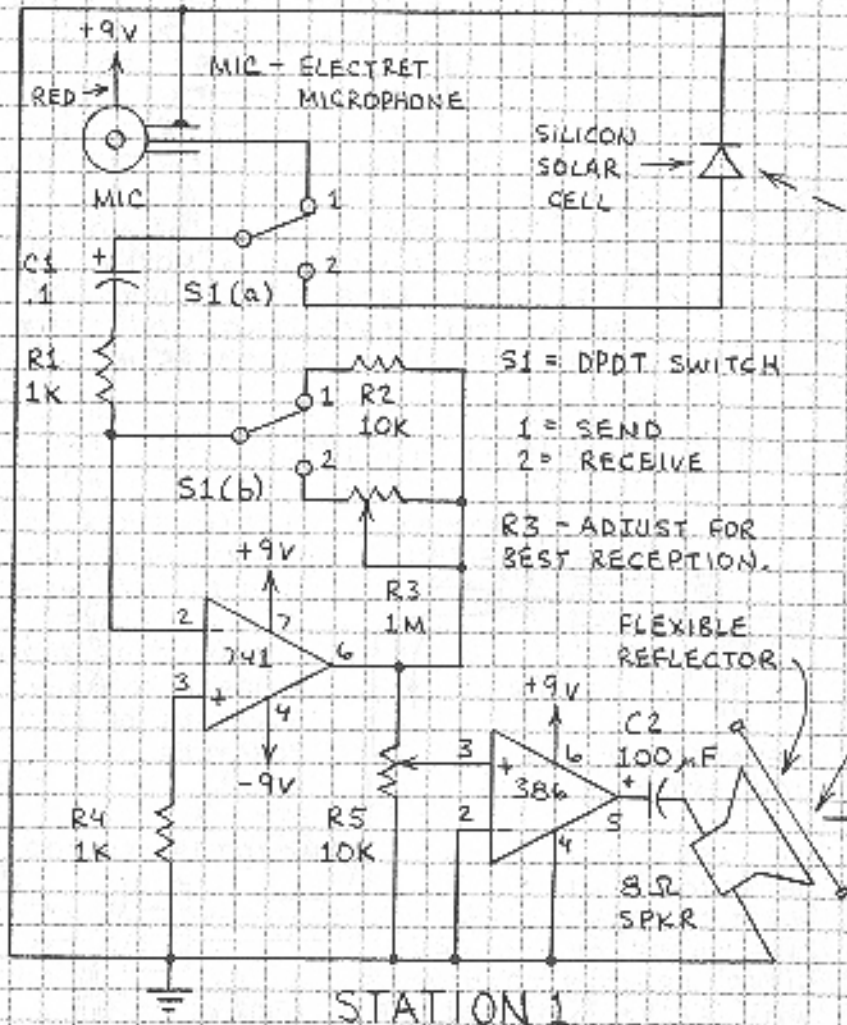 +9V
RED
MIC - ELECTRET
MICROPHONE
MIC
SILICON
SOLAR
CELL
1
2
C1
+
.1
S1(a)
R1
1K
1
R2
10K
2
S1(b)
S1 = DPDT SWITCH
1 = SEND
2 = RECEIVE
R3 - ADJUST FOR
BEST RECEPTION.
+9V
R3
1M
2
-
7
741
6
3
+
4
-9V
FLEXIBLE
REFLECTOR
+9V
C2
100 µF
+
3
+
6
386
5
2
-
4
R4
1K
R5
10K
8Ω
SPKR
STATION 1